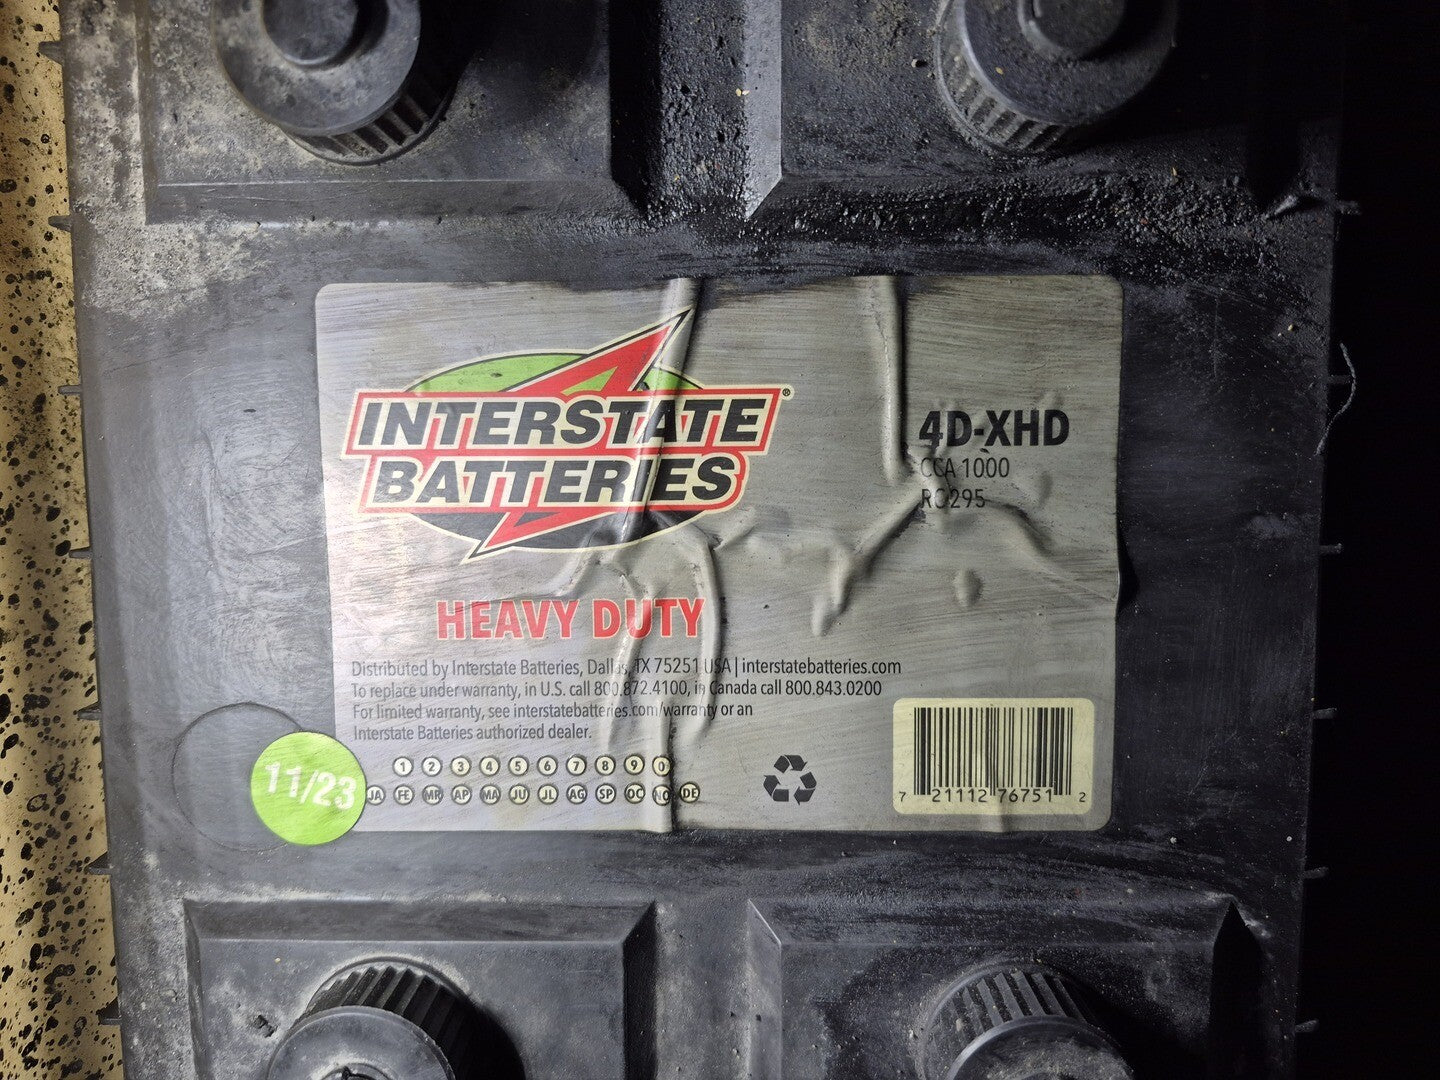 INTERSTATE®
BATTERIES
4D-XHD
CCA 1000
RC 295
HEAVY DUTY
Distributed by Interstate Batteries, Dallas, TX 75251 USA | interstatebatteries.com
To replace under warranty, in U.S. call 800.872.4100, in Canada call 800.843.0200
For limited warranty, see interstatebatteries.com/warranty or an
Interstate Batteries authorized dealer.
1 2 3 4 5 6 7 8 9 0
JA FE MR AP MA JU JL AG SP OC NO DE
11/23
7 21112 76751 2